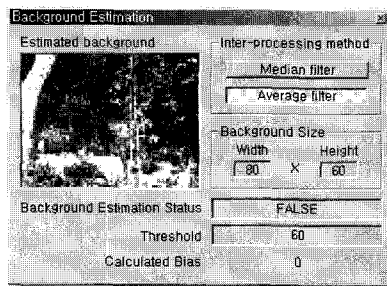 Background Estimation
Estimated background
Inter-processing method
Median filter
Average filter
Background Size
Width Height
80 X 60
Background Estimation Status FALSE
Threshold 60
Calculated Bias 0